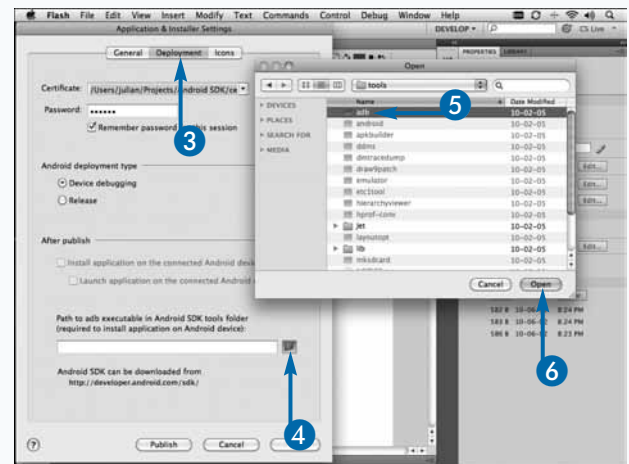 Flash File Edit View Insert Modify Text Commands Control Debug Window Help
Application & Installer Settings
DEVELOP
CS Live
General Deployment Icons
PROPERTIES LIBRARY
Open
Certificate: /Users/julian/Projects/Android SDK/ce
tools
Password:
Remember password this session
3
DEVICES
PLACES
SEARCH FOR
MEDIA
Name Date Modified
adb 10-02-05
5
android 10-02-05
apkbuilder 10-02-05
ddms 10-02-05
dmtracedump 10-02-05
draw9patch 10-02-05
emulator 10-02-05
etc1tool 10-02-05
hierarchyviewer 10-02-05
hprof-conv 10-02-05
jet 10-02-05
layoutopt 10-02-05
lib 10-02-05
mksdcard 10-02-05
Edit...
Edit...
Edit...
Edit...
Android deployment type
Device debugging
Release
After publish
Install application on the connected Android
Launch application on the connected Android
Cancel Open
6
8:24 PM
583 B 8:24 PM
586 B 8:23 PM
Path to adb executable in Android SDK tools folder
(required to install application on Android device):
4
Android SDK can be downloaded from
http://developer.android.com/sdk/
? Publish Cancel